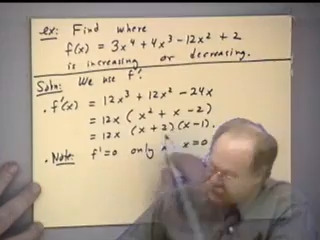 ex: Find where
f(x) = 3x⁴ + 4x³ - 12x² + 2
is increasing or decreasing.
Soln: We use f'.
• f'(x) = 12x³ + 12x² - 24x
= 12x (x² + x - 2)
= 12x (x + 2)(x - 1).
• Note: f' = 0 only x = 0